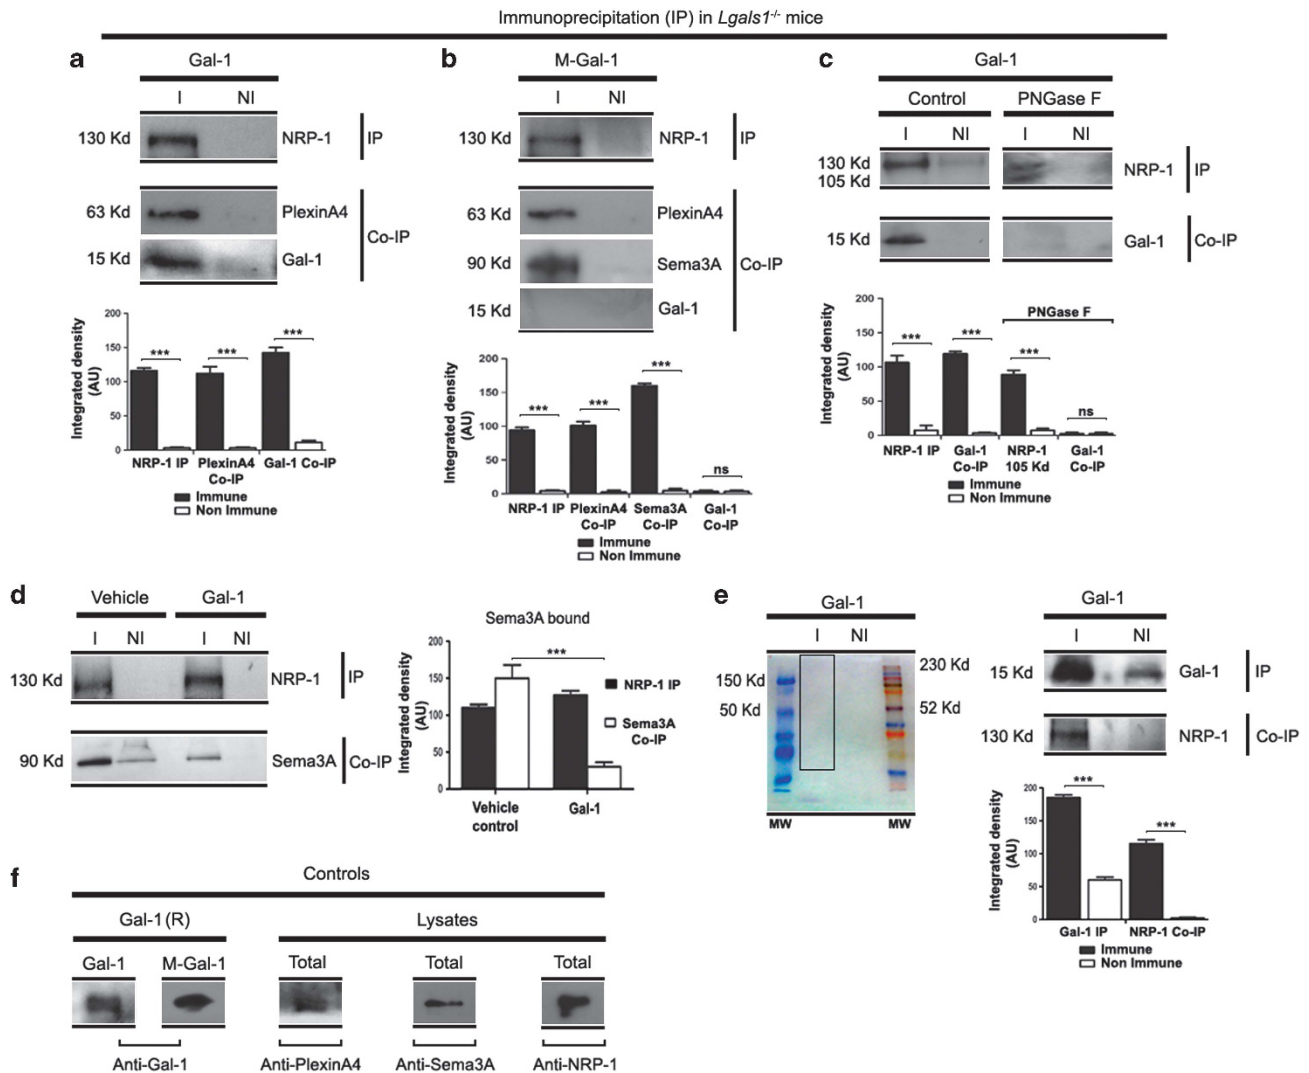 Immunoprecipitation (IP) in Lgals1-/- mice
a
Gal-1
I NI
130 Kd NRP-1 IP
63 Kd PlexinA4
Co-IP
15 Kd Gal-1
Integrated density (AU)
200
150
100
50
0
*** *** ***
NRP-1 IP PlexinA4 Co-IP Gal-1 Co-IP
Immune
Non Immune
b
M-Gal-1
I NI
130 Kd NRP-1 IP
63 Kd PlexinA4
90 Kd Sema3A Co-IP
15 Kd Gal-1
Integrated density (AU)
200
150
100
50
0
*** *** *** ns
NRP-1 IP PlexinA4 Co-IP Sema3A Co-IP Gal-1 Co-IP
Immune
Non Immune
c
Gal-1
Control PNGase F
I NI I NI
130 Kd
105 Kd
NRP-1 IP
15 Kd Gal-1 Co-IP
Integrated density (AU)
200
150
100
50
0
PNGase F
*** *** *** ns
NRP-1 IP Gal-1 Co-IP NRP-1 105 Kd Gal-1 Co-IP
Immune
Non Immune
d
Vehicle Gal-1
I NI I NI
130 Kd NRP-1 IP
90 Kd Sema3A Co-IP
Sema3A bound
Integrated density (AU)
200
150
100
50
0
***
NRP-1 IP
Sema3A Co-IP
Vehicle control Gal-1
e
Gal-1
I NI
150 Kd 230 Kd
50 Kd 52 Kd
MW MW
Gal-1
I NI
15 Kd Gal-1 IP
130 Kd NRP-1 Co-IP
Integrated density (AU)
200
150
100
50
0
*** ***
Gal-1 IP NRP-1 Co-IP
Immune
Non Immune
f
Controls
Gal-1 (R) Lysates
Gal-1 M-Gal-1 Total Total Total
Anti-Gal-1 Anti-PlexinA4 Anti-Sema3A Anti-NRP-1